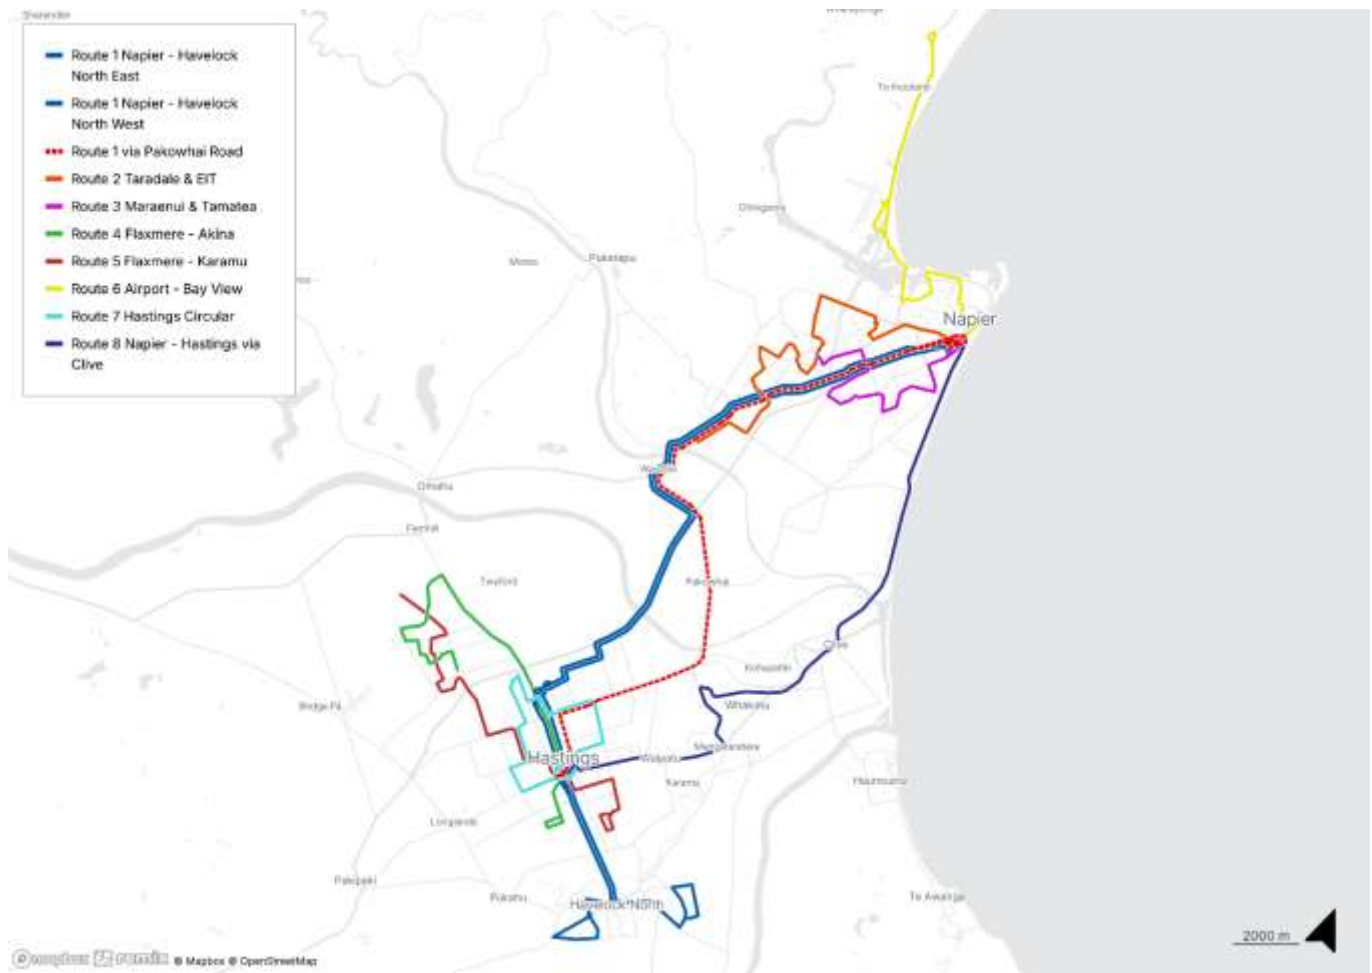 Route 1 Napier - Havelock
North East
Route 1 Napier - Havelock
North West
Route 1 via Pakowhai Road
Route 2 Taradale & EIT
Route 3 Maraenui & Tamatea
Route 4 Flaxmere - Akina
Route 5 Flaxmere - Karamu
Route 6 Airport - Bay View
Route 7 Hastings Circular
Route 8 Napier - Hastings via
Clive
Napier
Puketapu
Omahu
Fernhill
Twyford
Pakowhai
Clive
Bridge Pa
Whakatu
Hastings
Waipatu
Karamu
Haumoana
Longlands
Pakipaki
Pukahu
Havelock North
Te Awanga
2000 m
mapbox remix © Mapbox © OpenStreetMap